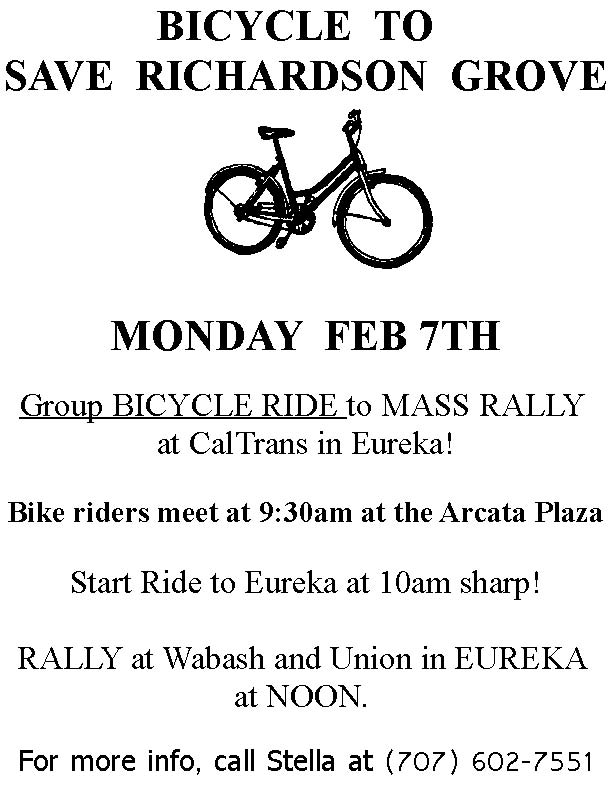 BICYCLE TO
SAVE RICHARDSON GROVE
MONDAY FEB 7TH
Group BICYCLE RIDE to MASS RALLY
at CalTrans in Eureka!
Bike riders meet at 9:30am at the Arcata Plaza
Start Ride to Eureka at 10am sharp!
RALLY at Wabash and Union in EUREKA
at NOON.
For more info, call Stella at (707) 602-7551